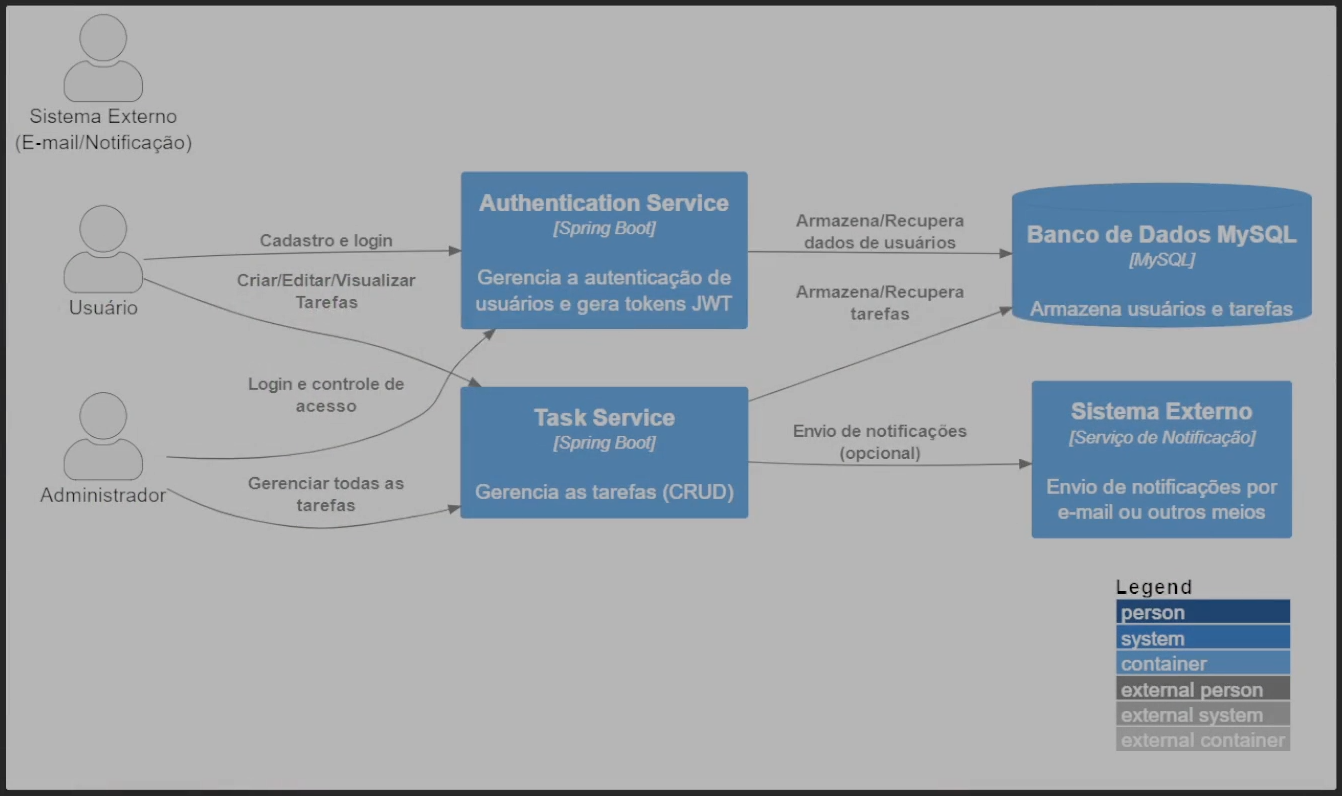 Sistema Externo
(E-mail/Notificação)
Usuário
Administrador
Cadastro e login
Criar/Editar/Visualizar
Tarefas
Login e controle de
acesso
Gerenciar todas as
tarefas
Authentication Service
[Spring Boot]
Gerencia a autenticação de
usuários e gera tokens JWT
Task Service
[Spring Boot]
Gerencia as tarefas (CRUD)
Armazena/Recupera
dados de usuários
Armazena/Recupera
tarefas
Envio de notificações
(opcional)
Banco de Dados MySQL
[MySQL]
Armazena usuários e tarefas
Sistema Externo
[Serviço de Notificação]
Envio de notificações por
e-mail ou outros meios
Legend
person
system
container
external person
external system
external container